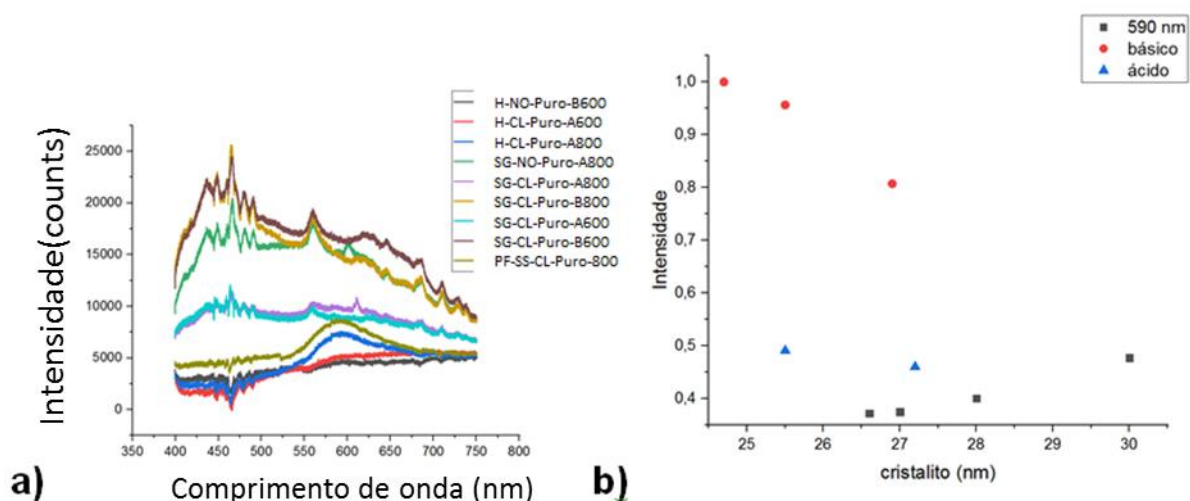 H-NO-Puro-B600
H-CL-Puro-A600
H-CL-Puro-A800
SG-NO-Puro-A800
SG-CL-Puro-A800
SG-CL-Puro-B800
SG-CL-Puro-A600
SG-CL-Puro-B600
PF-SS-CL-Puro-800
Intensidade(counts)
25000
20000
15000
10000
5000
0
350 400 450 500 550 600 650 700 750 800
Comprimento de onda (nm)
a)
590 nm
básico
ácido
Intensidade
1,0
0,9
0,8
0,7
0,6
0,5
0,4
25 26 27 28 29 30
cristalito (nm)
b)